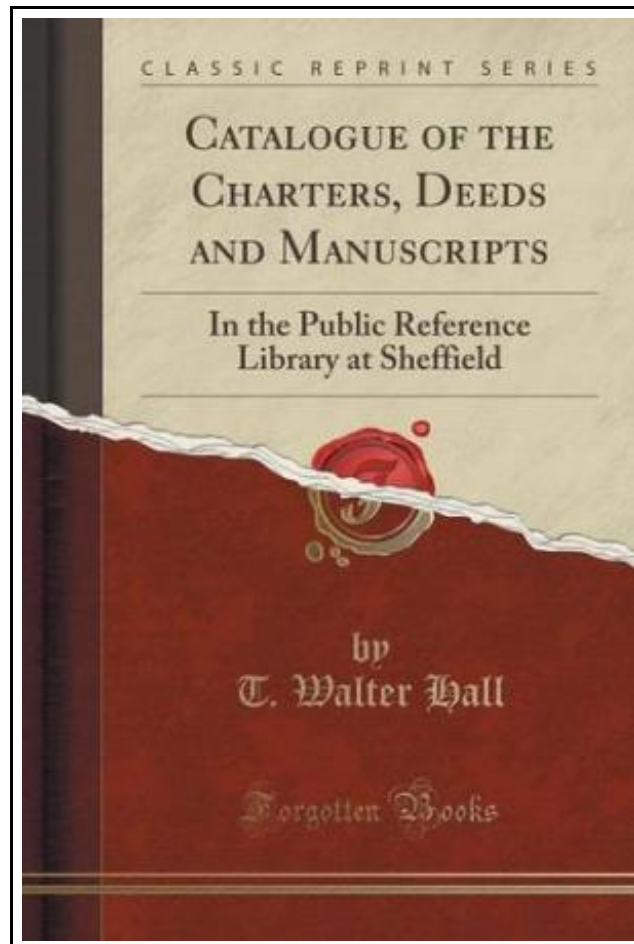 CLASSIC REPRINT SERIES
CATALOGUE OF THE
CHARTERS, DEEDS
AND MANUSCRIPTS
In the Public Reference
Library at Sheffield
by
T. Walter Hall
Forgotten Books